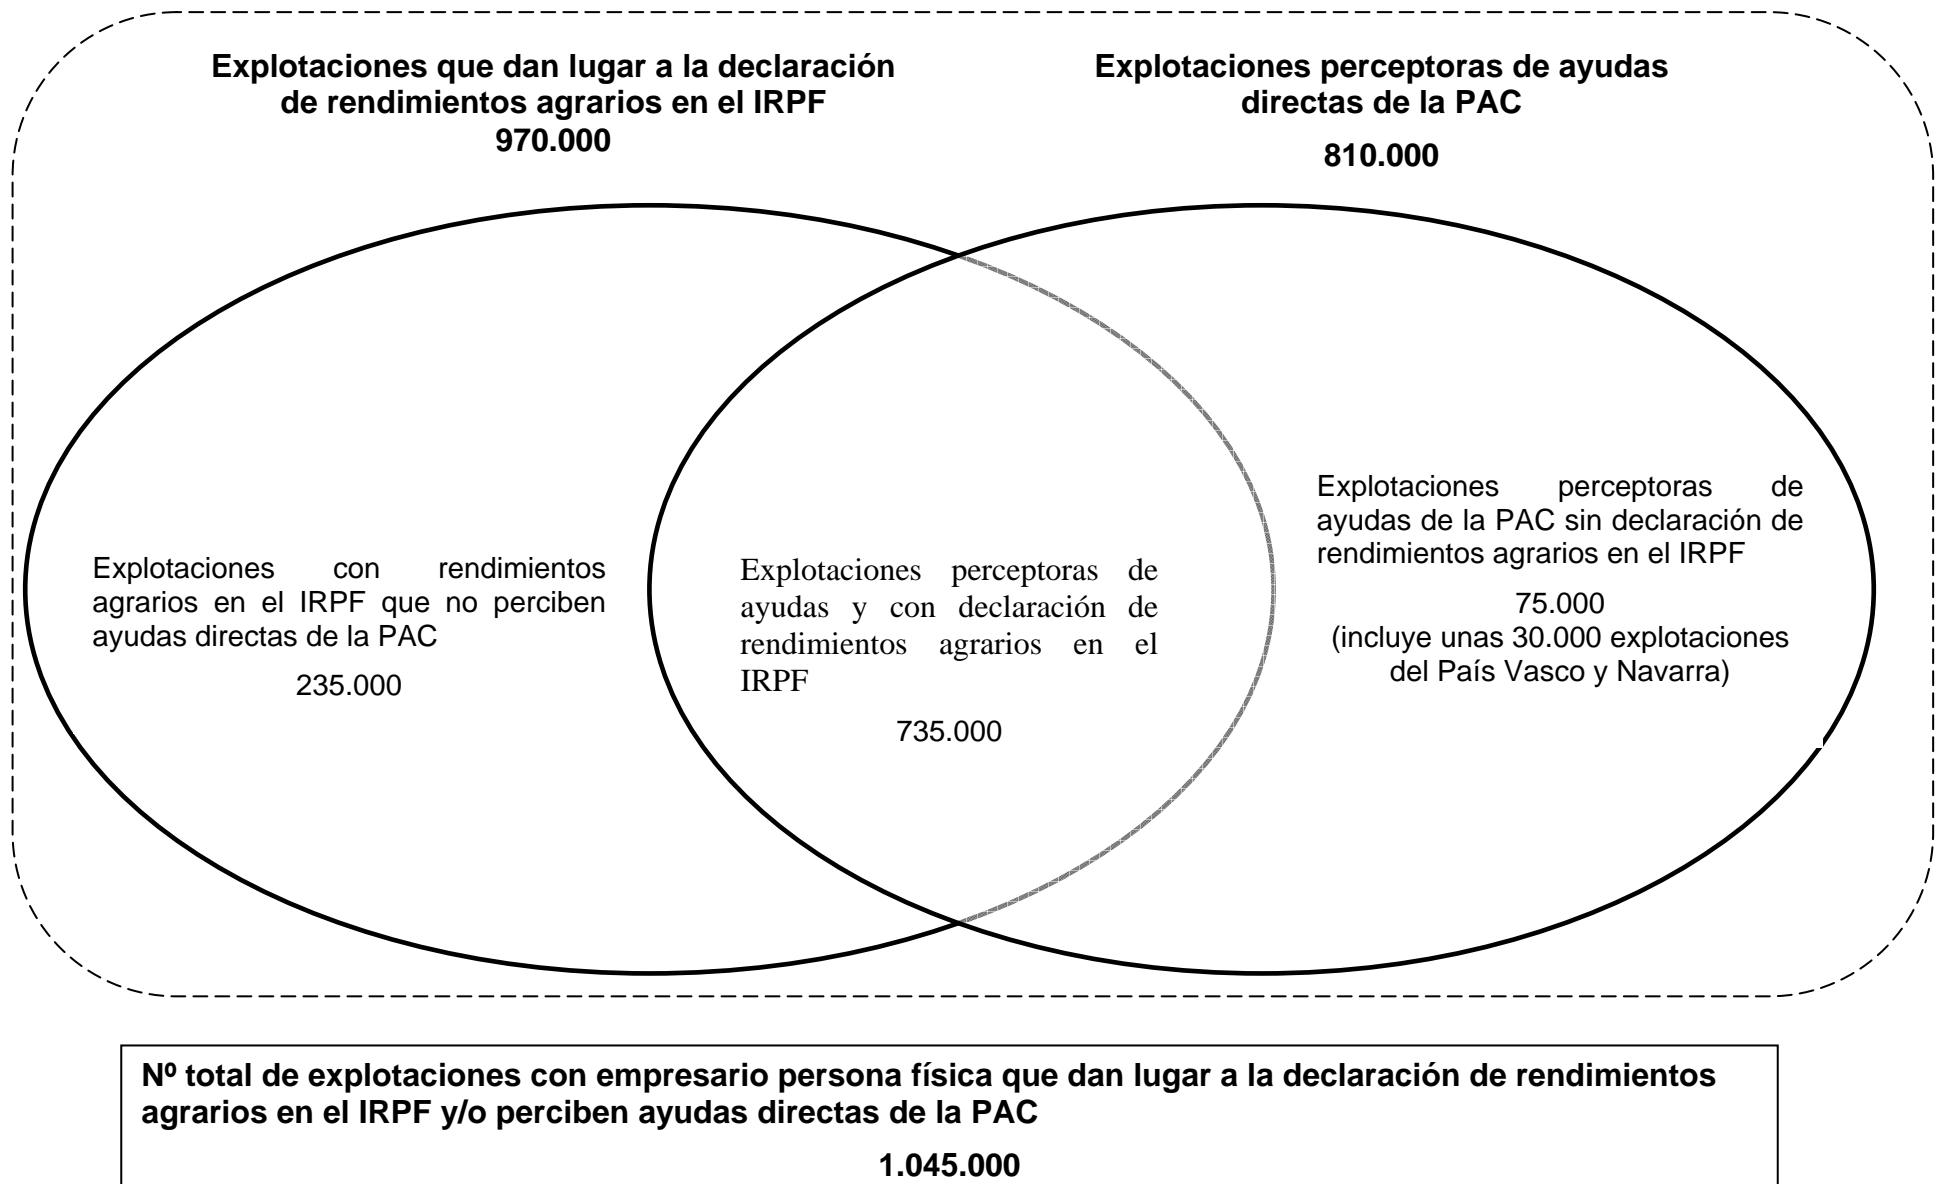 Explotaciones que dan lugar a la declaración
de rendimientos agrarios en el IRPF
970.000
Explotaciones perceptoras de ayudas
directas de la PAC
810.000
Explotaciones con rendimientos
agrarios en el IRPF que no perciben
ayudas directas de la PAC
235.000
Explotaciones perceptoras de
ayudas y con declaración de
rendimientos agrarios en el
IRPF
735.000
Explotaciones perceptoras de
ayudas de la PAC sin declaración de
rendimientos agrarios en el IRPF
75.000
(incluye unas 30.000 explotaciones
del País Vasco y Navarra)
Nº total de explotaciones con empresario persona física que dan lugar a la declaración de rendimientos
agrarios en el IRPF y/o perciben ayudas directas de la PAC
1.045.000